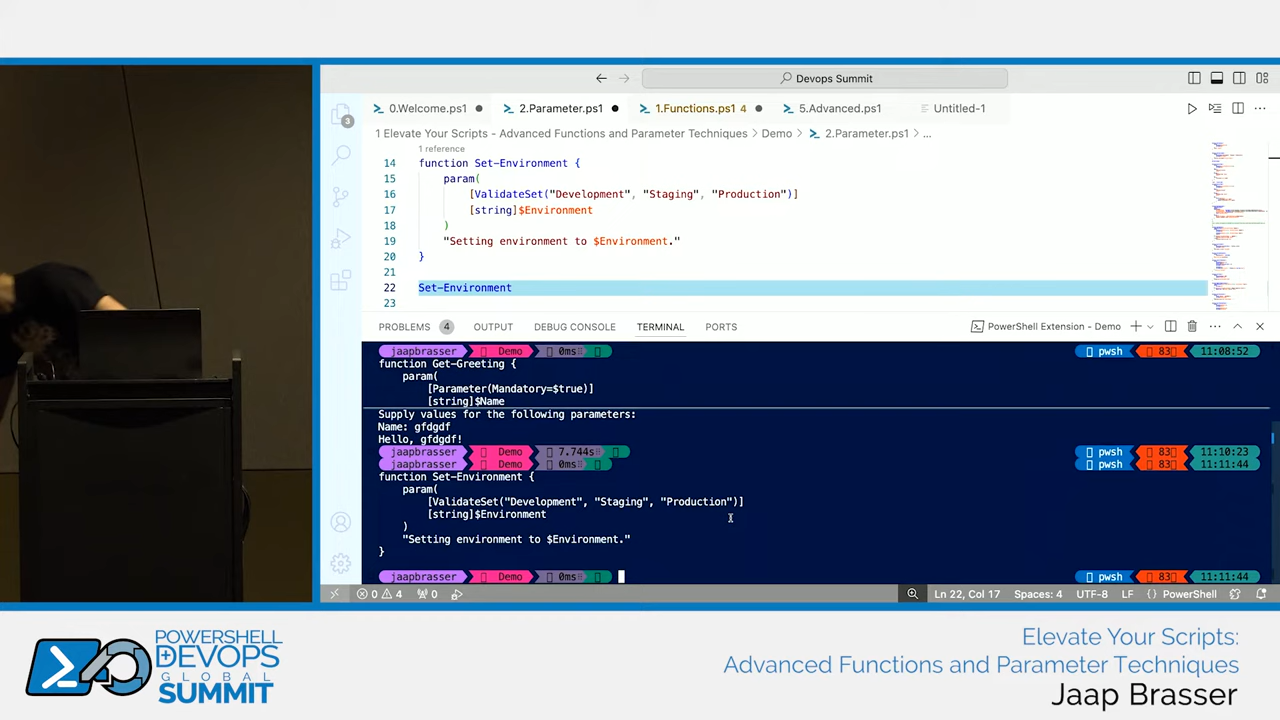 Devops Summit
0.Welcome.ps1
2.Parameter.ps1
1.Functions.ps1 4
5.Advanced.ps1
Untitled-1
3
1 Elevate Your Scripts - Advanced Functions and Parameter Techniques > Demo > 2.Parameter.ps1 > ...
1 reference
14 function Set-Environment {
15 param(
16 [ValidateSet("Development", "Staging", "Production")
17 [string]$Environment
18
19 "Setting environment to $Environment."
20 }
21
22 Set-Environment
23
PROBLEMS 4 OUTPUT DEBUG CONSOLE TERMINAL PORTS
PowerShell Extension - Demo
jaapbrasser Demo 0ms pwsh 83 11:08:52
function Get-Greeting {
param(
[Parameter(Mandatory=$true)]
[string]$Name
Supply values for the following parameters:
Name: gfdgdf
Hello, gfdgdf!
jaapbrasser Demo 7.744s pwsh 83 11:10:23
jaapbrasser Demo 0ms pwsh 83 11:11:44
function Set-Environment {
param(
[ValidateSet("Development", "Staging", "Production")]
[string]$Environment
)
"Setting environment to $Environment."
}
jaapbrasser Demo 0ms pwsh 83 11:11:44
0 4 0
Ln 22, Col 17 Spaces: 4 UTF-8 LF {} PowerShell
POWERSHELL
DEVOPS
GLOBAL
SUMMIT
Elevate Your Scripts:
Advanced Functions and Parameter Techniques
Jaap Brasser